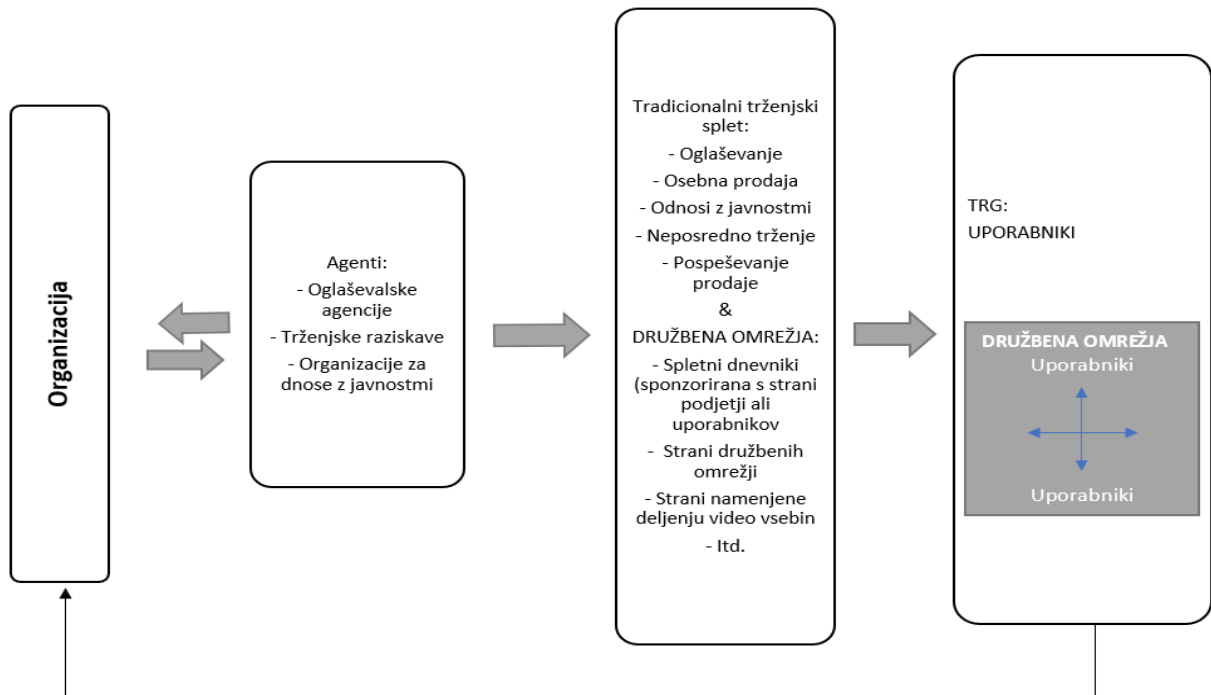 Organizacija
Agenti:
- Oglaševalske
agencije
- Trženjske raziskave
- Organizacije za
dnose z javnostmi
Tradicionalni trženjski
splet:
- Oglaševanje
- Osebna prodaja
- Odnosi z javnostmi
- Neposredno trženje
- Pospeševanje
prodaje
&
DRUŽBENA OMREŽJA:
- Spletni dnevniki
(sponzorirana s strani
podjetji ali
uporabnikov
- Strani družbenih
omrežji
- Strani namenjene
deljenju video vsebin
- Itd.
TRG:
UPORABNIKI
DRUŽBENA OMREŽJA
Uporabniki
Uporabniki